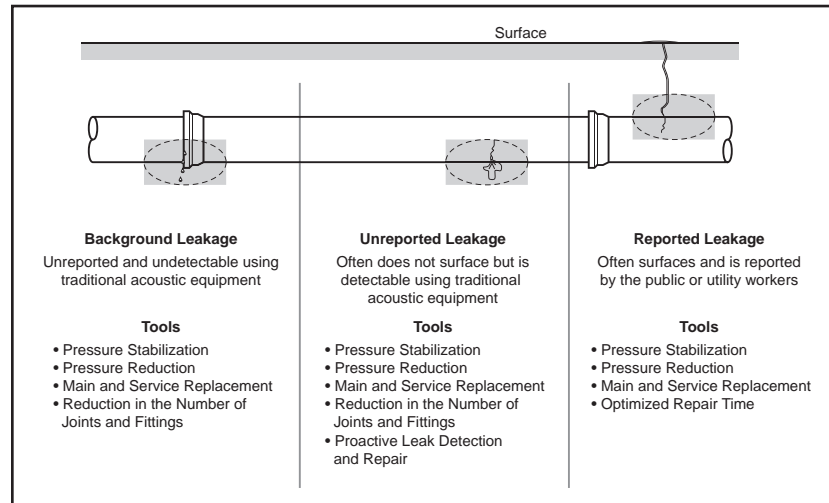 Surface
Background Leakage
Unreported and undetectable using
traditional acoustic equipment
Tools
• Pressure Stabilization
• Pressure Reduction
• Main and Service Replacement
• Reduction in the Number of
Joints and Fittings
Unreported Leakage
Often does not surface but is
detectable using traditional
acoustic equipment
Tools
• Pressure Stabilization
• Pressure Reduction
• Main and Service Replacement
• Reduction in the Number of
Joints and Fittings
• Proactive Leak Detection
and Repair
Reported Leakage
Often surfaces and is reported
by the public or utility workers
Tools
• Pressure Stabilization
• Pressure Reduction
• Main and Service Replacement
• Optimized Repair Time